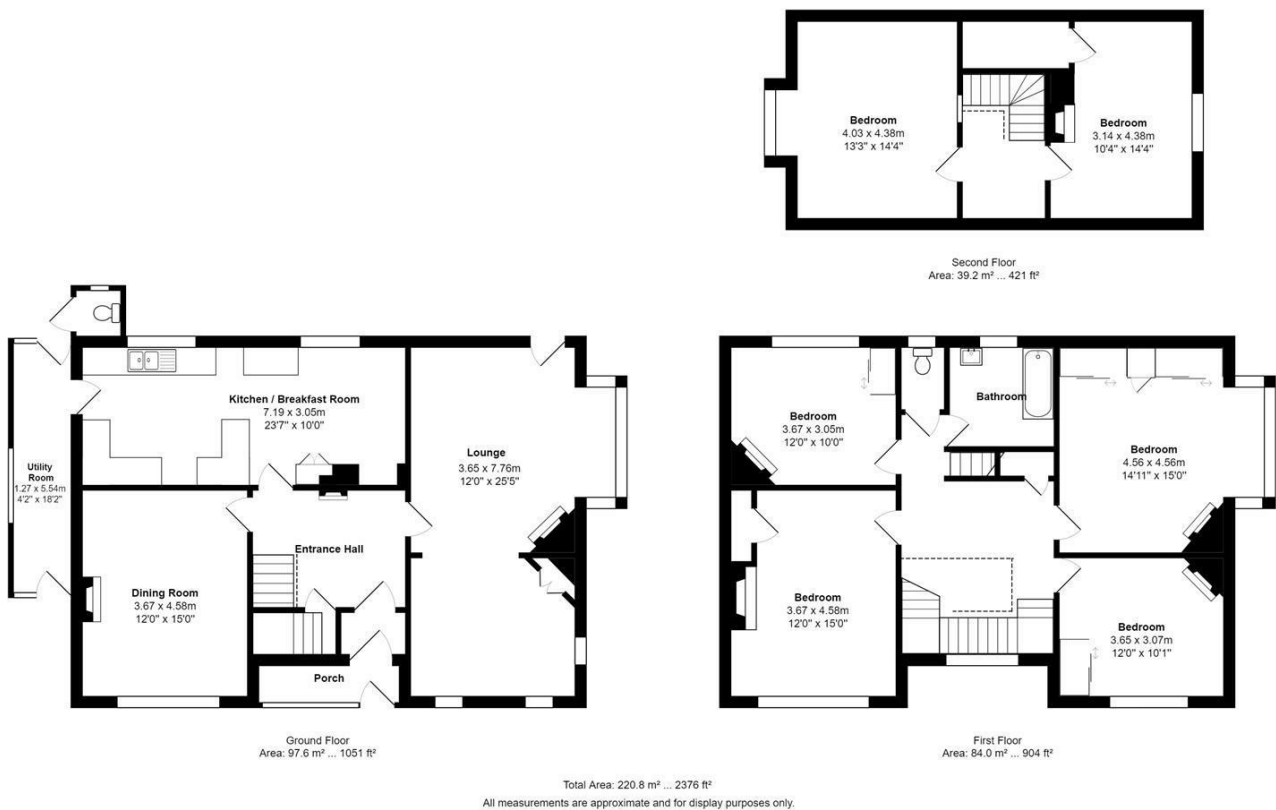 Bedroom
4.03 x 4.38m
13'3" x 14'4"
Bedroom
3.14 x 4.38m
10'4" x 14'4"
Second Floor
Area: 39.2 m² ... 421 ft²
Kitchen / Breakfast Room
7.19 x 3.05m
23'7" x 10'0"
Lounge
3.65 x 7.76m
12'0" x 25'5"
Utility
Room
1.27 x 5.54m
4'2" x 18'2"
Entrance Hall
Dining Room
3.67 x 4.58m
12'0" x 15'0"
Porch
Ground Floor
Area: 97.6 m² ... 1051 ft²
Bedroom
3.67 x 3.05m
12'0" x 10'0"
Bathroom
Bedroom
4.56 x 4.56m
14'11" x 15'0"
Bedroom
3.67 x 4.58m
12'0" x 15'0"
Bedroom
3.65 x 3.07m
12'0" x 10'1"
First Floor
Area: 84.0 m² ... 904 ft²
Total Area: 220.8 m² ... 2376 ft²
All measurements are approximate and for display purposes only.